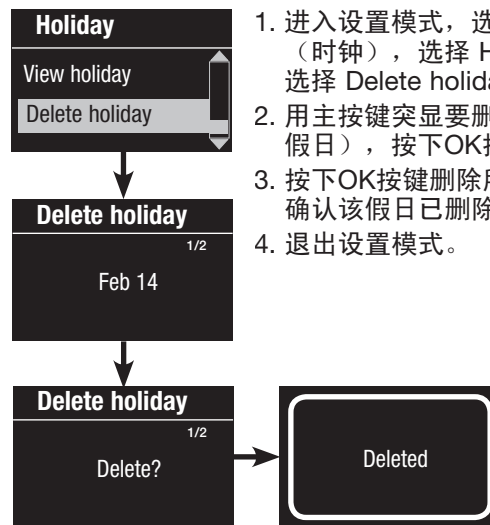 Holiday
View holiday
Delete holiday
Delete holiday
1/2
Feb 14
Delete holiday
1/2
Delete?
Deleted
1. 进入设置模式，选
（时钟），选择 H
选择 Delete holida
2. 用主按键突显要删
假日），按下OK按
3. 按下OK按键删除
确认该假日已删除
4. 退出设置模式。